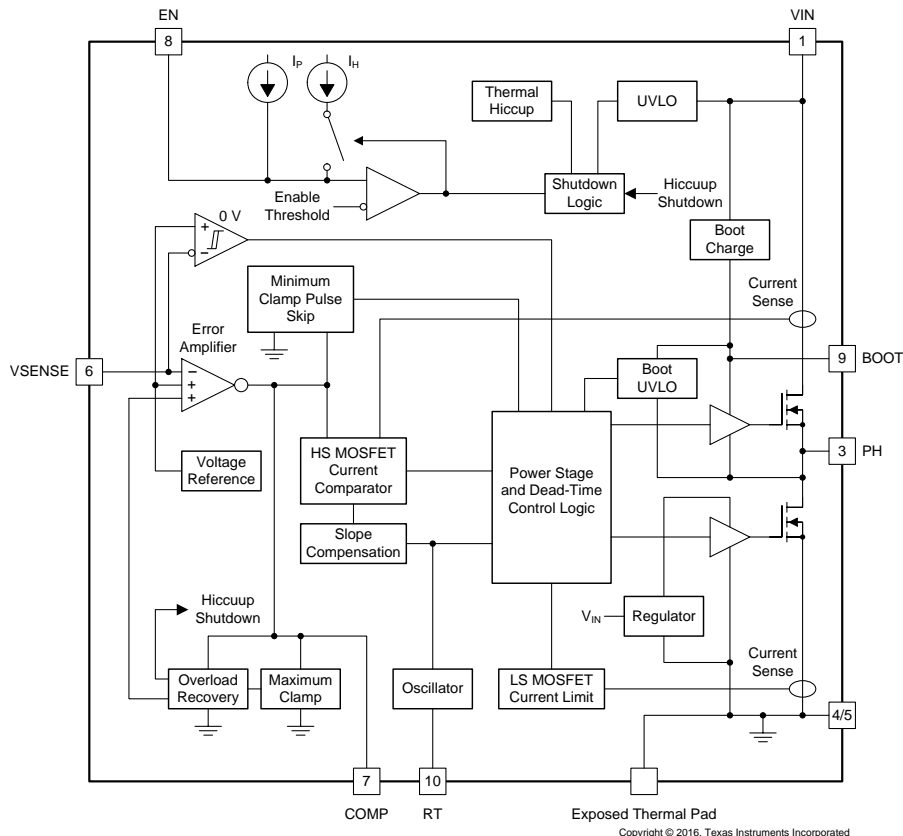 EN
VIN
8
1
IP
IH
Thermal
Hiccup
UVLO
Enable
Threshold
Shutdown
Logic
Hiccuup
Shutdown
0 V
+
−
Boot
Charge
Minimum
Clamp Pulse
Skip
Current
Sense
Error
Amplifier
VSENSE
6
−
+
+
9
BOOT
Boot
UVLO
Voltage
Reference
HS MOSFET
Current
Comparator
Power Stage
and Dead-Time
Control Logic
3
PH
Slope
Compensation
Hiccuup
Shutdown
VIN
Regulator
Current
Sense
Overload
Recovery
Maximum
Clamp
Oscillator
LS MOSFET
Current Limit
4/5
7
10
COMP
RT
Exposed Thermal Pad
Copyright © 2016, Texas Instruments Incorporated